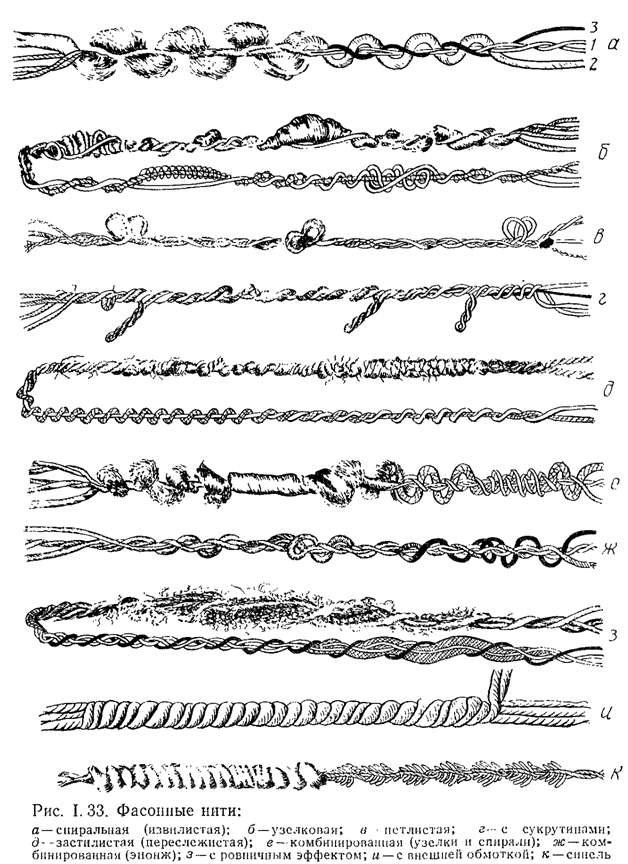 3
1 а
2
б
в
г
д
е
ж
з
и
к
Рис. I.33. Фасонные нити:
а—спиральная (извилистая); б—узелковая; в - петлистая; г—с сукрутинами;
д--застилистая (переслежистая); е—комбинированная (узелки и спирали); ж—ком-
бинированная (эпонж); з—с ровничным эффектом; и—с внешней обмоткой; к—синель